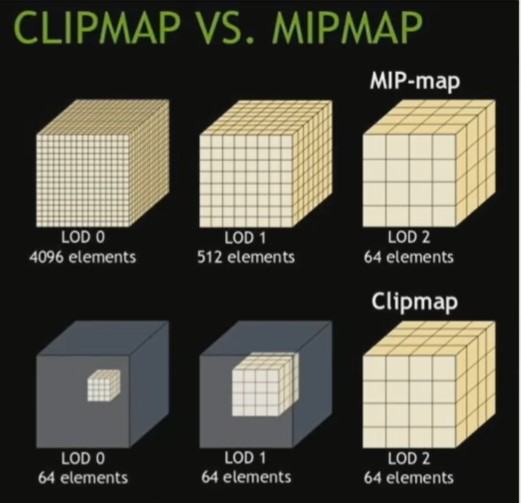 CLIPMAP VS. MIPMAP
MIP-map
LOD 0
4096 elements
LOD 1
512 elements
LOD 2
64 elements
Clipmap
LOD 0
64 elements
LOD 1
64 elements
LOD 2
64 elements